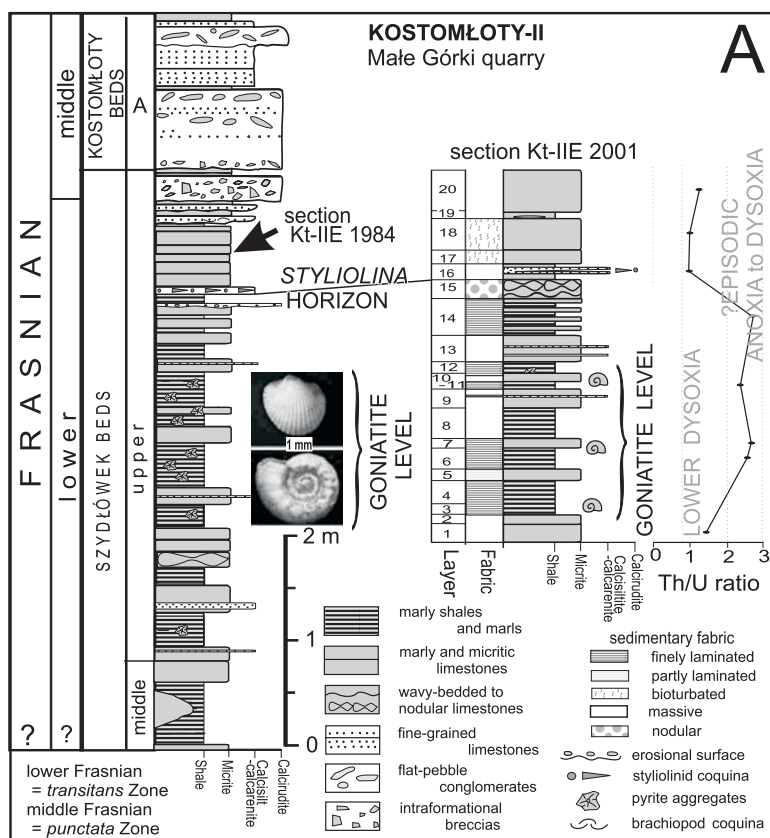 KOSTOMŁOTY-II
Małe Górki quarry
A
middle
KOSTOMŁOTY
BEDS
A
section Kt-IIE 2001
section
Kt-IIE 1984
STYLIOLINA
HORIZON
FRASNIAN
lower
SZYDŁÓWEK BEDS
upper
middle
?
?
1 mm
GONIATITE
LEVEL
2 m
1
0
Shale
Micrite
Calcisilt
-calcarenite
Calcirudite
20
19
18
17
16
15
14
13
12
10
-11
9
8
7
6
5
4
3
2
1
Layer
Fabric
Shale
Micrite
Calcisiltite
-calcarenite
Calcirudite
GONIATITE LEVEL
LOWER DYSOXIA
?EPISODIC
ANOXIA to DYSOXIA
0 1 2 3
Th/U ratio
marly shales
and marls
marly and micritic
limestones
wavy-bedded to
nodular limestones
fine-grained
limestones
flat-pebble
conglomerates
intraformational
breccias
sedimentary fabric
finely laminated
partly laminated
bioturbated
massive
nodular
erosional surface
styliolinid coquina
pyrite aggregates
brachiopod coquina
lower Frasnian
= transitans Zone
middle Frasnian
= punctata Zone